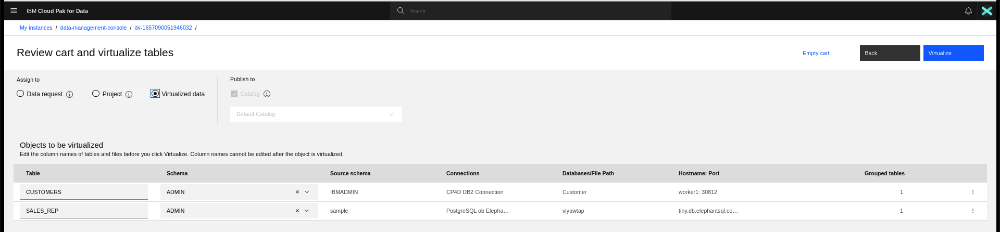 IBM Cloud Pak for Data Search
My instances / data-management-console / dv-1657090051946032 /
Review cart and virtualize tables Empty cart Back Virtualize
Assign to Publish to
Data request Project Virtualized data Catalog
Default Catalog
Objects to be virtualized
Edit the column names of tables and files before you click Virtualize. Column names cannot be edited after the object is virtualized.
Table Schema Source schema Connections Databases/File Path Hostname: Port Grouped tables
CUSTOMERS ADMIN IBMADMIN CP4D DB2 Connection Customer worker1: 30812 1
SALES_REP ADMIN sample PostgreSQL ob Elepha… vlyawtap tiny.db.elephantsql.co… 1